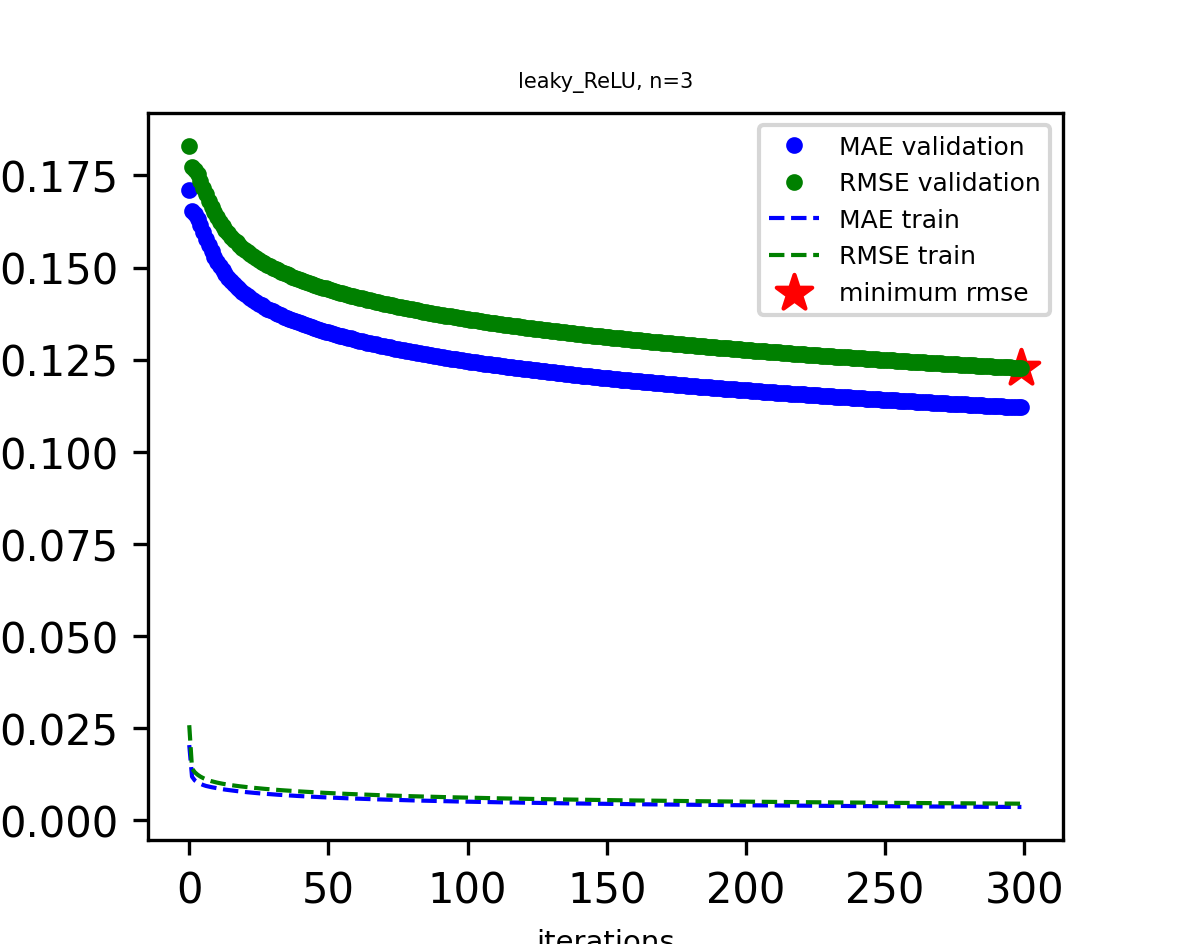 leaky_ReLU, n=3
MAE validation
RMSE validation
MAE train
RMSE train
minimum rmse
0.175
0.150
0.125
0.100
0.075
0.050
0.025
0.000
0 50 100 150 200 250 300
iterations